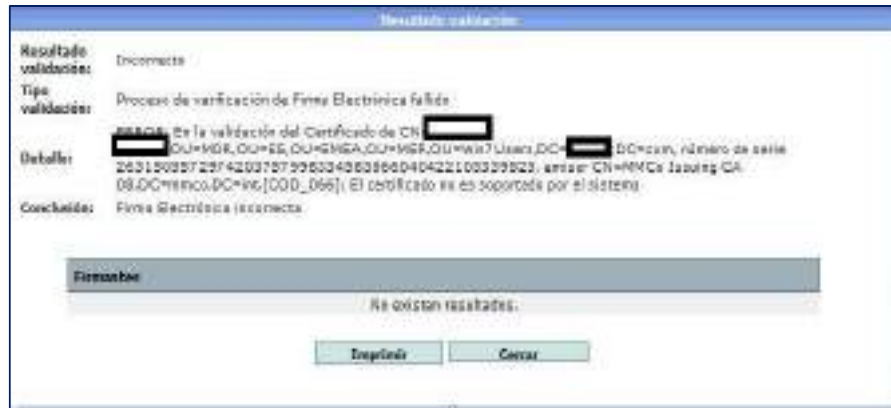 Resultado validación
Resultado validación: Incorrecto
Tipo validación: Proceso de verificación de Firma Electrónica fallido
Detalle: ERROR: En la validación del Certificado de CN
,OU=MDR,OU=ES,OU=EMEA,OU=MER,OU=win7Users,DC= DC=com, número de serie
emisor CN=MMCo Issuing CA
08,DC=mmco,DC=int.[COD_066]: El certificado no es soportado por el sistema
Conclusión: Firma Electrónica incorrecta
Firmantes
No existen resultados.
Imprimir Cerrar